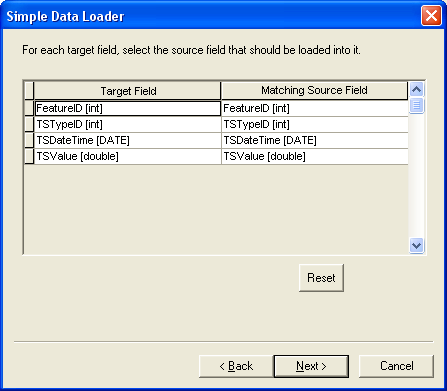 Simple Data Loader
For each target field, select the source field that should be loaded into it.
Target Field Matching Source Field
FeatureID [int] FeatureID [int]
TSTypeID [int] TSTypeID [int]
TSDateTime [DATE] TSDateTime [DATE]
TSValue [double] TSValue [double]
Reset
< Back Next > Cancel